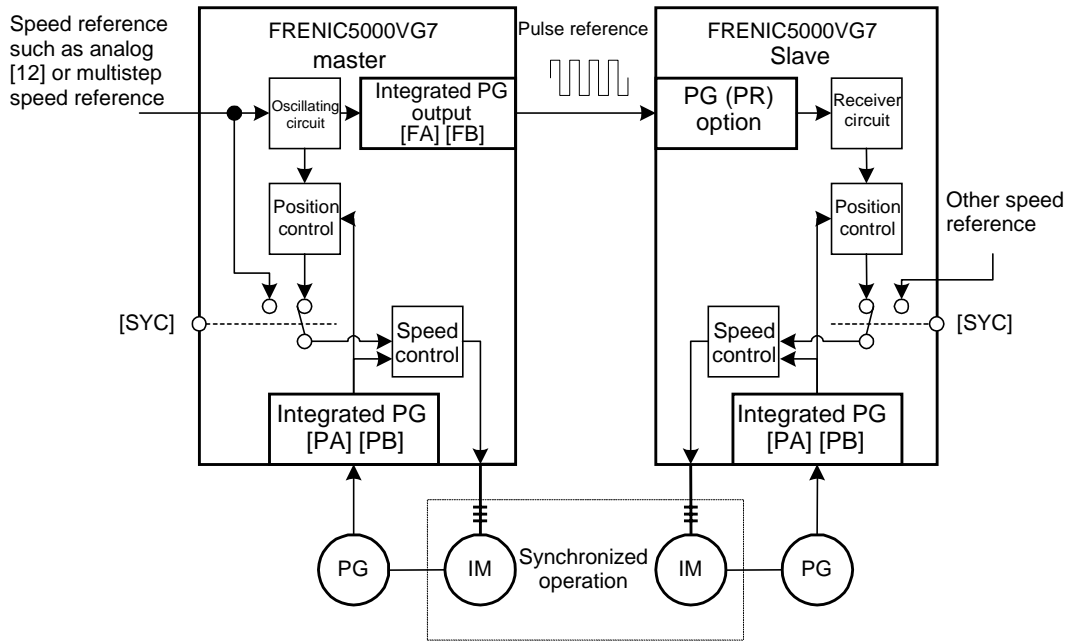 Speed reference
such as analog
[12] or multistep
speed reference
FRENIC5000VG7
master
Oscillating
circuit
Integrated PG
output
[FA] [FB]
Position
control
[SYC]
Speed
control
Integrated PG
[PA] [PB]
PG
IM
Pulse reference
Synchronized
operation
FRENIC5000VG7
Slave
PG (PR)
option
Receiver
circuit
Position
control
Other speed
reference
[SYC]
Speed
control
Integrated PG
[PA] [PB]
IM
PG